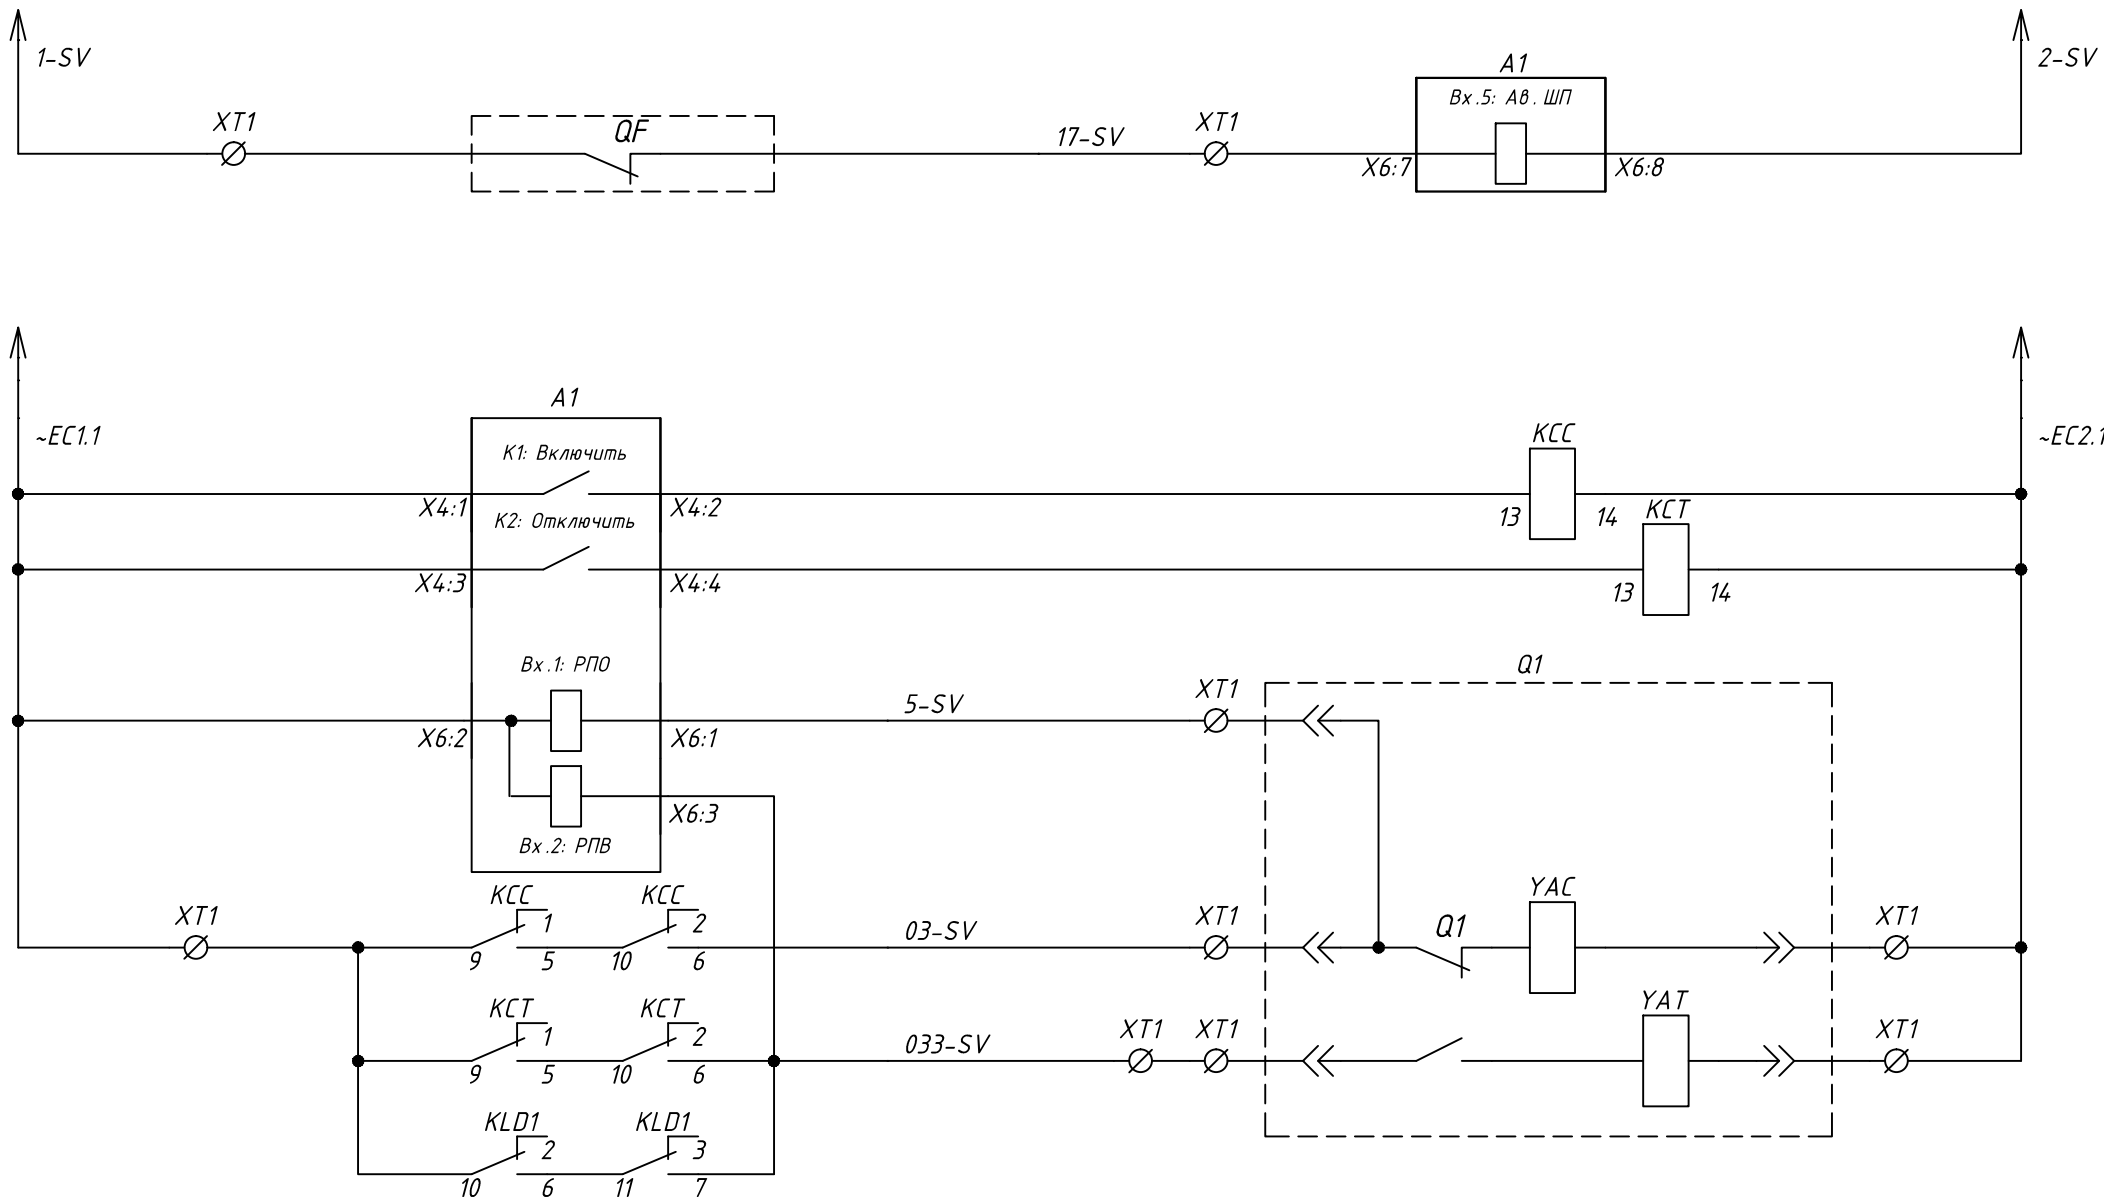 1-SV
2-SV
A1
Вх.5: Ав. ШП
XT1
QF
17-SV
XT1
X6:7
X6:8
~EC1.1
~EC2.1
A1
K1: Включить
KCC
X4:1
X4:2
13
14
K2: Отключить
KCT
X4:3
X4:4
13
14
Вх.1: РПО
Q1
5-SV
XT1
X6:2
X6:1
X6:3
Вх.2: РПВ
XT1
KCC
1
KCC
2
03-SV
XT1
Q1
YAC
XT1
9
5
10
6
KCT
1
KCT
2
033-SV
XT1
XT1
YAT
XT1
9
5
10
6
KLD1
2
KLD1
3
10
6
11
7